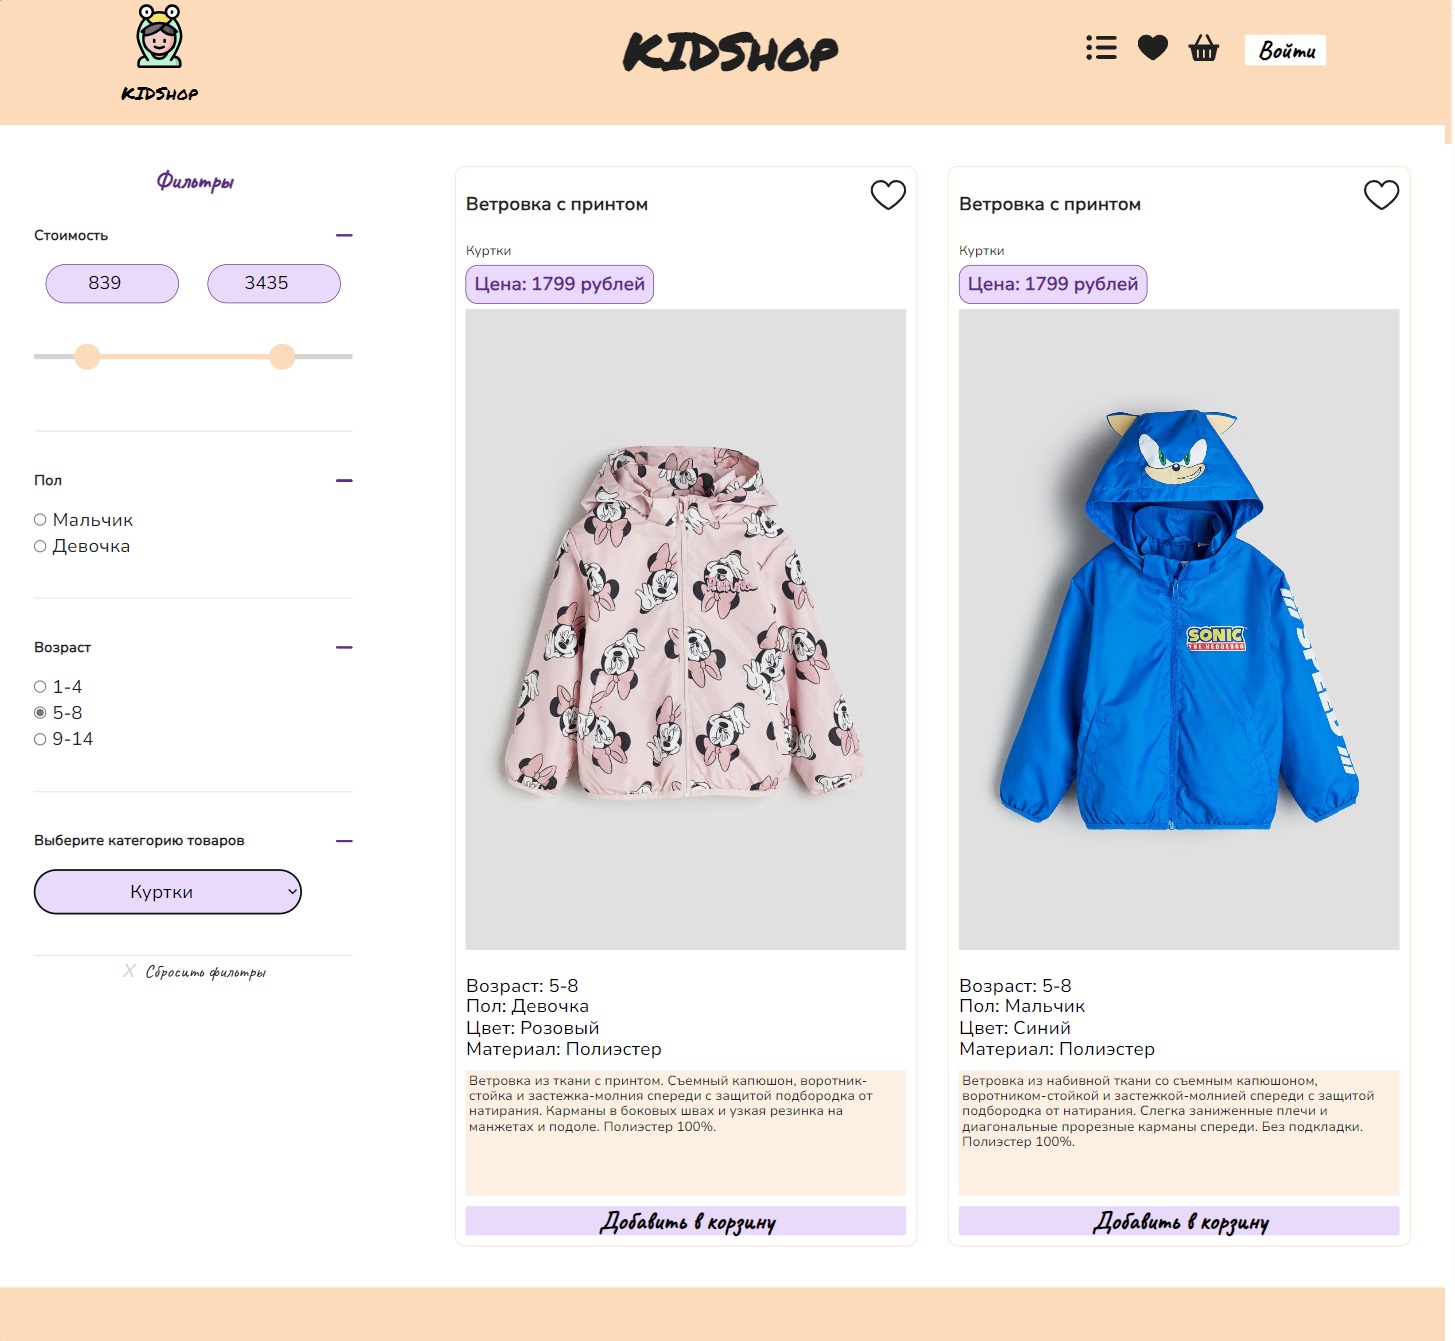 KIDSHOP
KIDSHOP
Войти
Фильтры
Стоимость
839
3435
Пол
Мальчик
Девочка
Возраст
1-4
5-8
9-14
Выберите категорию товаров
Куртки
X Сбросить фильтры
Ветровка с принтом
Куртки
Цена: 1799 рублей
Возраст: 5-8
Пол: Девочка
Цвет: Розовый
Материал: Полиэстер
Ветровка из ткани с принтом. Съемный капюшон, воротник-
стойка и застежка-молния спереди с защитой подбородка от
натирания. Карманы в боковых швах и узкая резинка на
манжетах и подоле. Полиэстер 100%.
Добавить в корзину
Ветровка с принтом
Куртки
Цена: 1799 рублей
SONIC
THE HEDGEHOG
SPEED
Возраст: 5-8
Пол: Мальчик
Цвет: Синий
Материал: Полиэстер
Ветровка из набивной ткани со съемным капюшоном,
воротником-стойкой и застежкой-молнией спереди с защитой
подбородка от натирания. Слегка заниженные плечи и
диагональные прорезные карманы спереди. Без подкладки.
Полиэстер 100%.
Добавить в корзину